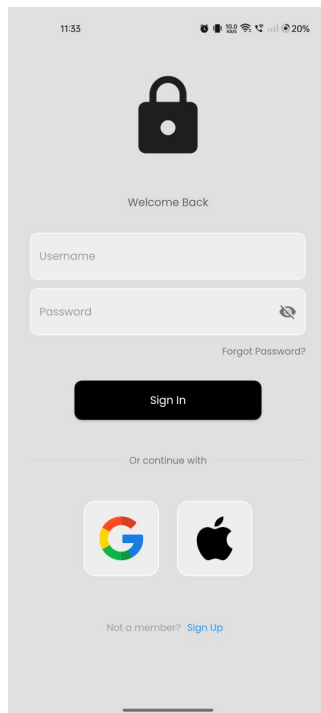 11:33
10.0
KB/S
20%
Welcome Back
Username
Password
Forgot Password?
Sign In
Or continue with
Not a member? Sign Up